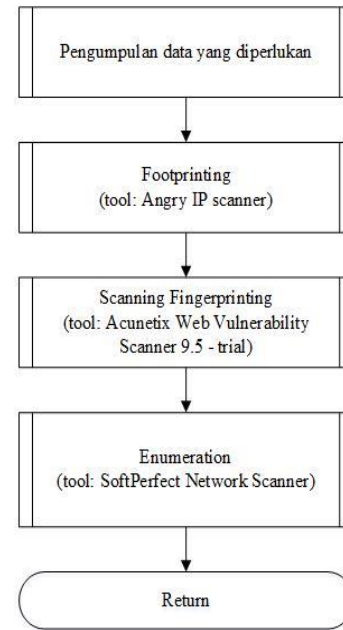 Pengumpulan data yang diperlukan
Footprinting
(tool: Angry IP scanner)
Scanning Fingerprinting
(tool: Acunetix Web Vulnerability
Scanner 9.5 - trial)
Enumeration
(tool: SoftPerfect Network Scanner)
Return